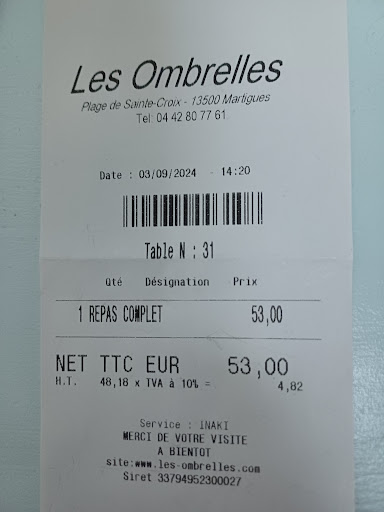 Les Ombrelles
Plage de Sainte-Croix - 13500 Martigues
Tel: 04 42 80 77 61
Date : 03/09/2024 - 14:20
Table N : 31
Qté Désignation Prix
1 REPAS COMPLET 53,00
NET TTC EUR 53,00
H.T. 48,18 x TVA à 10% = 4,82
Service : INAKI
MERCI DE VOTRE VISITE
A BIENTOT
site:www.les-ombrelles.com
Siret 33794952300027